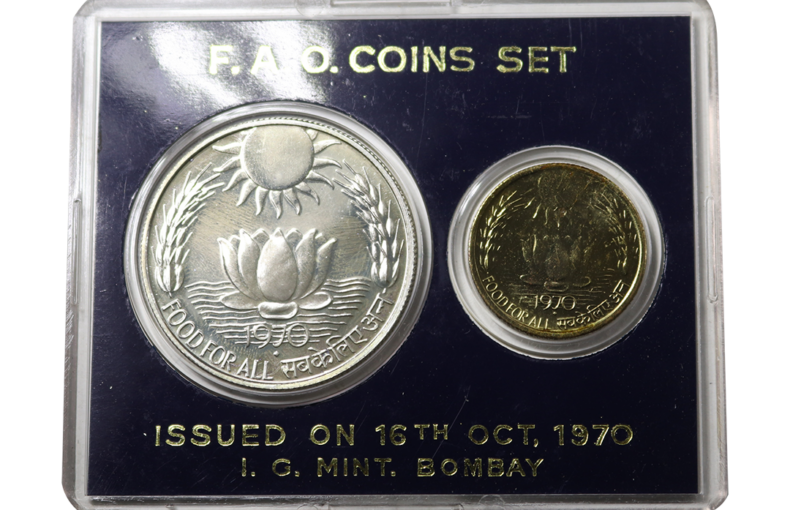 F.A.O. COINS SET
1970
FOOD FOR ALL सबके लिए अन्न
1970
FOOD FOR ALL सबके लिए अन्न
ISSUED ON 16TH OCT, 1970
I. G. MINT. BOMBAY